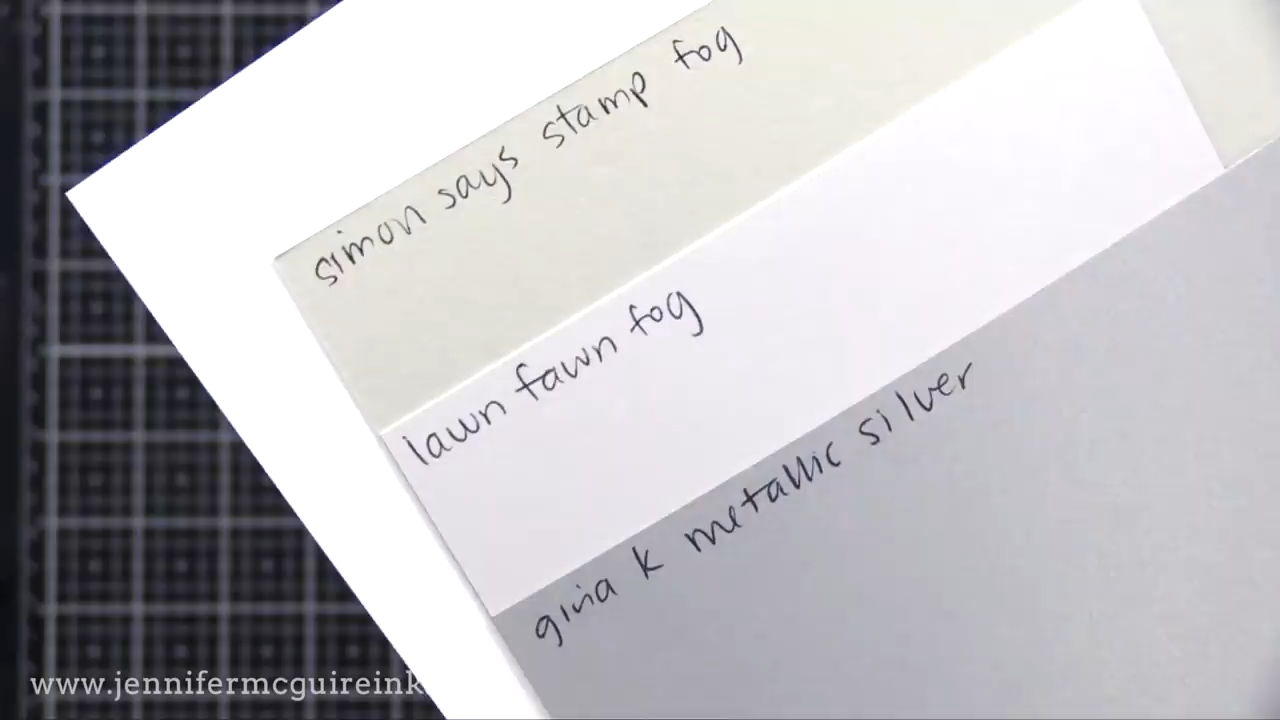 simon says stamp fog
lawn fawn fog
gina k metallic silver
www.jennifermcguireink.